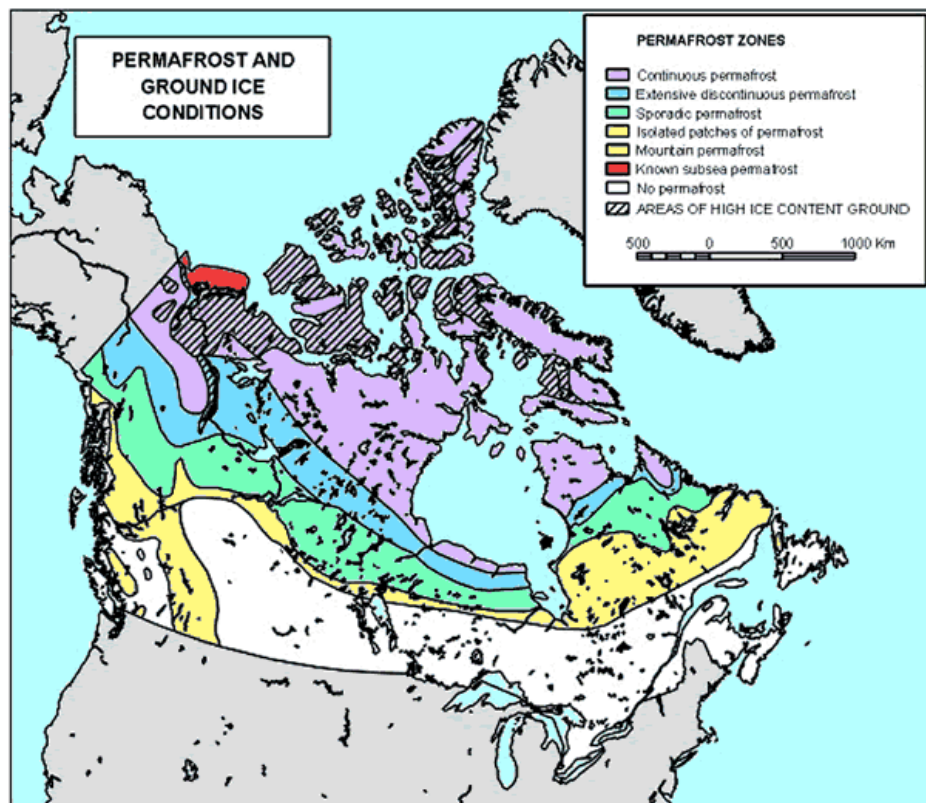 PERMAFROST AND
GROUND ICE
CONDITIONS
PERMAFROST ZONES
Continuous permafrost
Extensive discontinuous permafrost
Sporadic permafrost
Isolated patches of permafrost
Mountain permafrost
Known subsea permafrost
No permafrost
AREAS OF HIGH ICE CONTENT GROUND
500 0 500 1000 Km